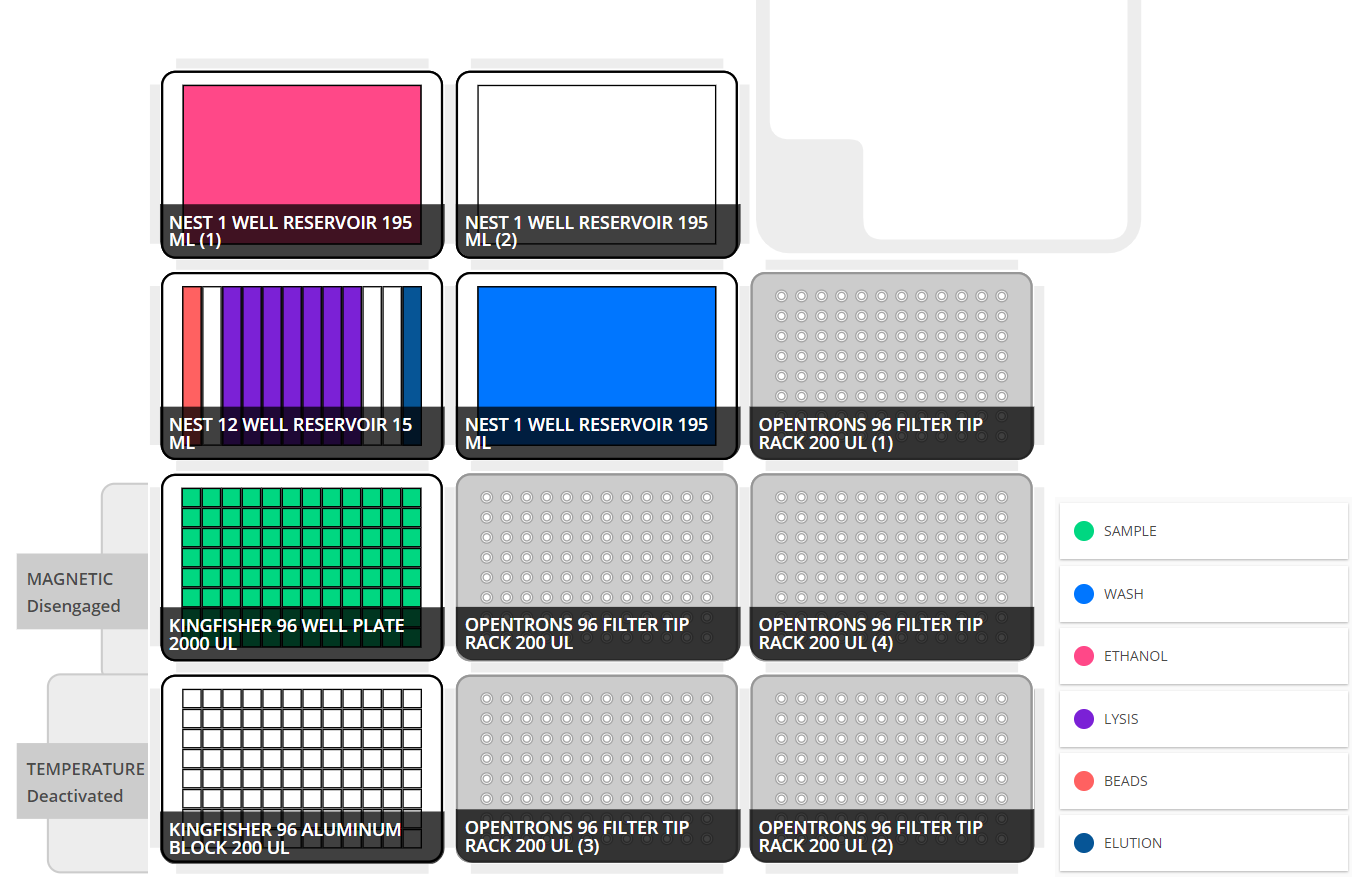 NEST 1 WELL RESERVOIR 195
ML (1)
NEST 1 WELL RESERVOIR 195
ML (2)
NEST 12 WELL RESERVOIR 15
ML
NEST 1 WELL RESERVOIR 195
ML
OPENTRONS 96 FILTER TIP
RACK 200 UL (1)
MAGNETIC
Disengaged
KINGFISHER 96 WELL PLATE
2000 UL
OPENTRONS 96 FILTER TIP
RACK 200 UL
OPENTRONS 96 FILTER TIP
RACK 200 UL (4)
TEMPERATURE
Deactivated
KINGFISHER 96 ALUMINUM
BLOCK 200 UL
OPENTRONS 96 FILTER TIP
RACK 200 UL (3)
OPENTRONS 96 FILTER TIP
RACK 200 UL (2)
SAMPLE
WASH
ETHANOL
LYSIS
BEADS
ELUTION